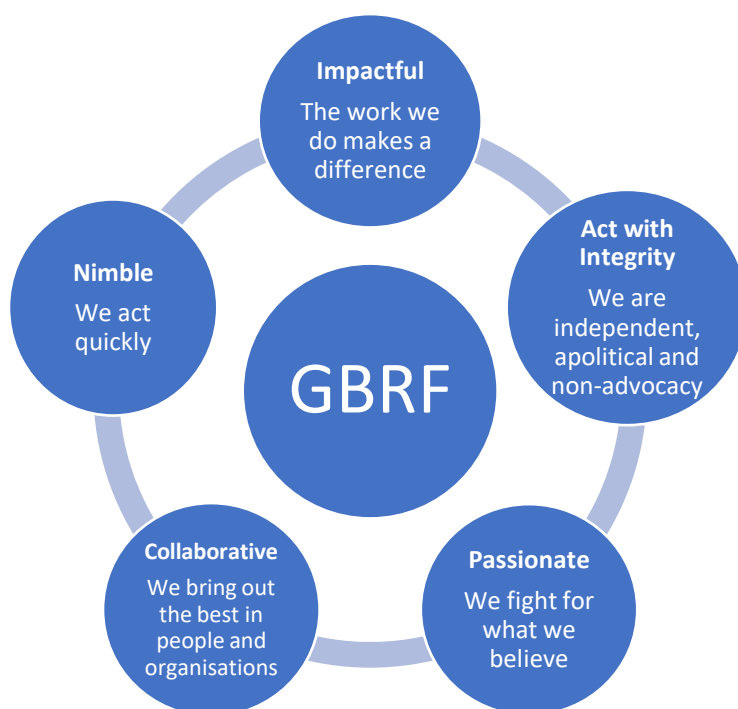 Impactful
The work we
do makes a
difference
Act with
Integrity
We are
independent,
apolitical and
non-advocacy
Nimble
We act
quickly
GBRF
Collaborative
We bring out
the best in
people and
organisations
Passionate
We fight for
what we
believe